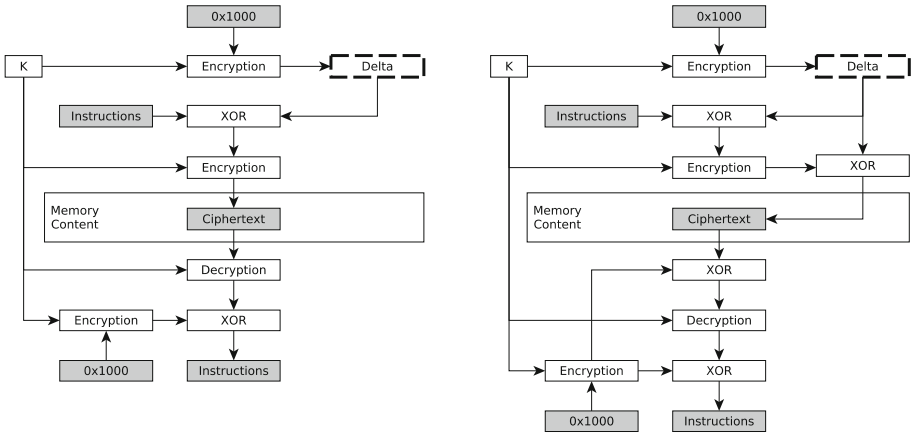 0x1000
K
Encryption
Delta
Instructions
XOR
Encryption
Memory
Content
Ciphertext
Decryption
Encryption
XOR
0x1000
Instructions
0x1000
K
Encryption
Delta
Instructions
XOR
Encryption
XOR
Memory
Content
Ciphertext
XOR
Decryption
Encryption
XOR
0x1000
Instructions